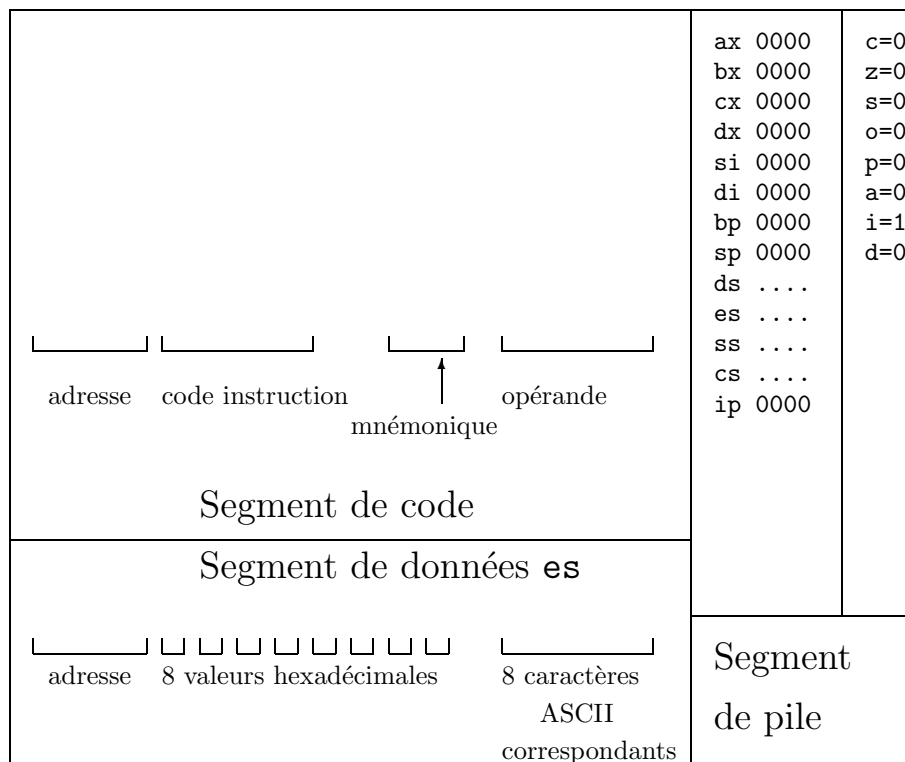 adresse code instruction opérande
mnémonique
Segment de code
Segment de données es
adresse 8 valeurs hexadécimales 8 caractères
ASCII
correspondants
ax 0000 c=0
bx 0000 z=0
cx 0000 s=0
dx 0000 o=0
si 0000 p=0
di 0000 a=0
bp 0000 i=1
sp 0000 d=0
ds ....
es ....
ss ....
cs ....
ip 0000
Segment
de pile